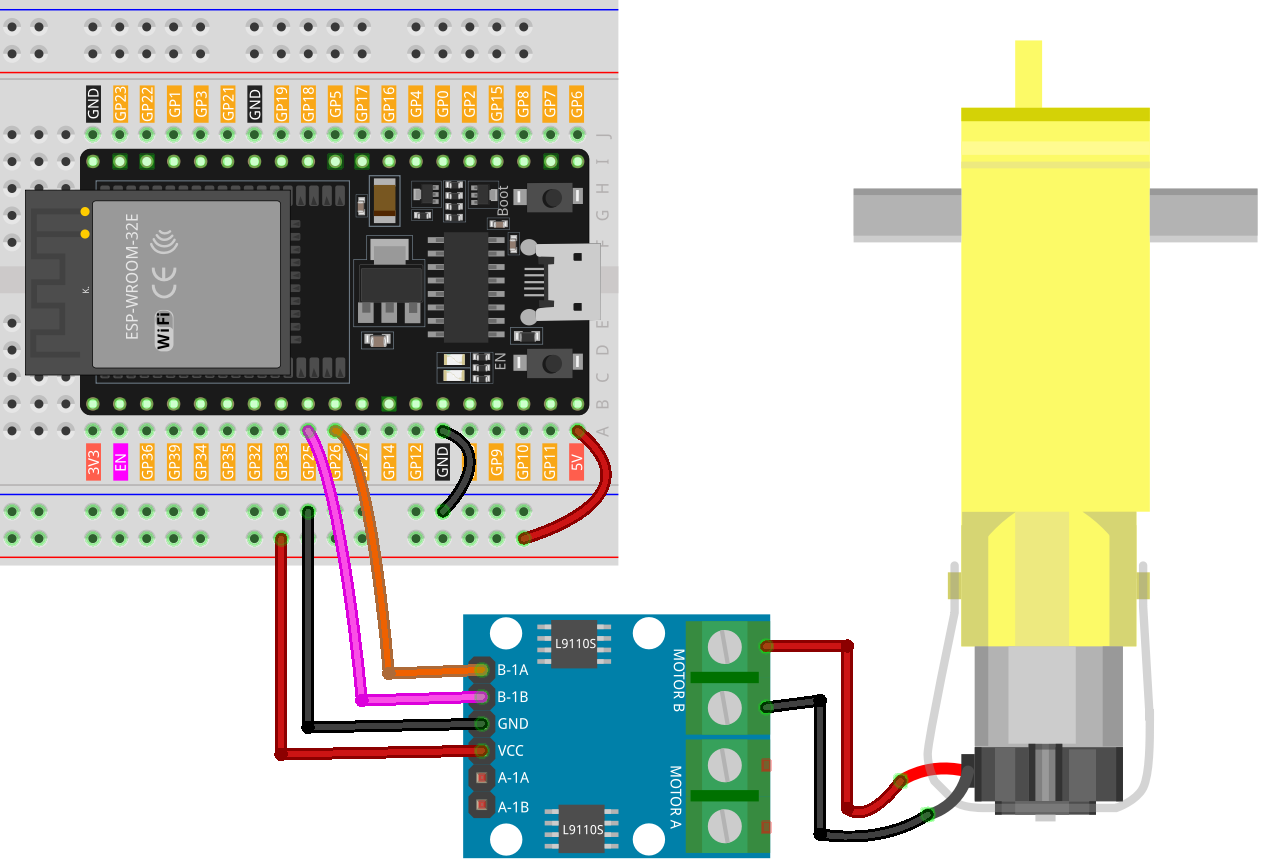 GND GP23 GP22 GP1 GP3 GP21 GND GP19 GP18 GP5 GP17 GP16 GP4 GP0 GP2 GP15 GP8 GP7 GP6
J
I
H
G
F
E
D
C
B
A
Boot
ESP-WROOM-32E
CE
WiFi
K.
EN
3V3 EN GP36 GP39 GP34 GP35 GP32 GP33 GP25 GP26 GP27 GP14 GP12 GND GP9 GP10 GP11 5V
L9110S
B-1A
B-1B
GND
VCC
A-1A
A-1B
MOTOR B
MOTOR A
L9110S